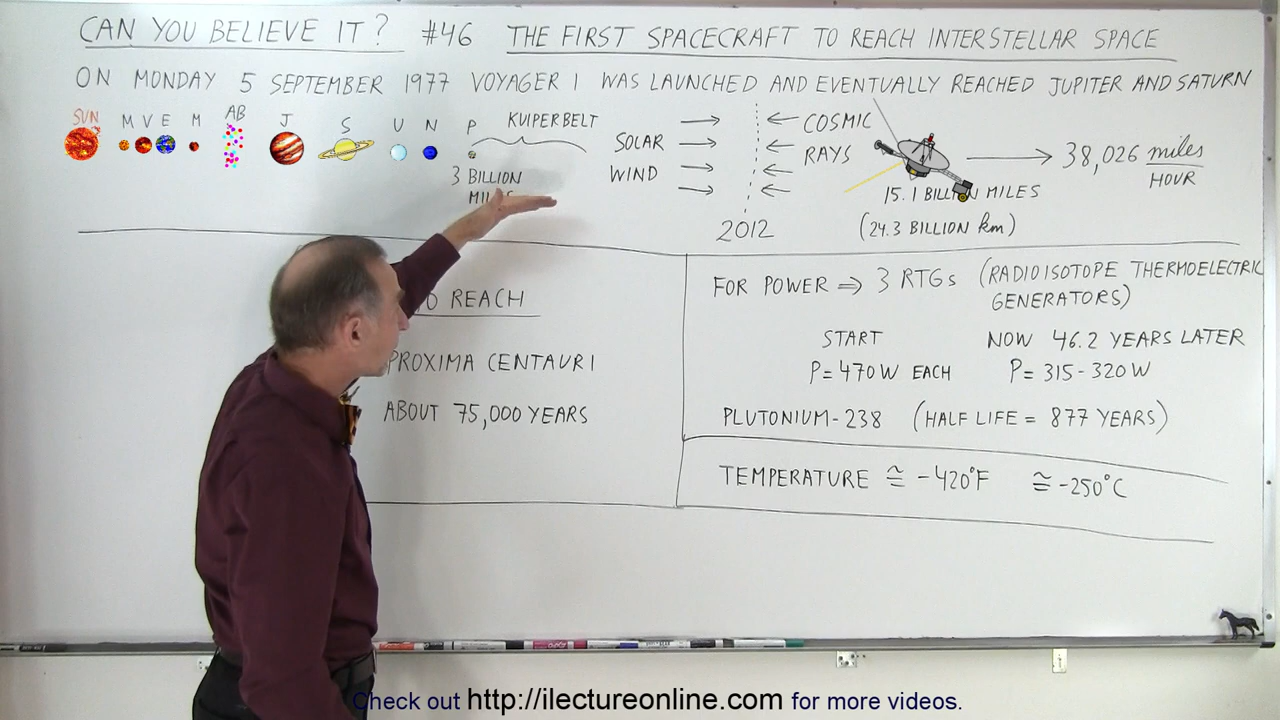 CAN YOU BELIEVE IT? #46 THE FIRST SPACECRAFT TO REACH INTERSTELLAR SPACE
ON MONDAY 5 SEPTEMBER 1977 VOYAGER 1 WAS LAUNCHED AND EVENTUALLY REACHED JUPITER AND SATURN
SUN M V E M AB J S U N P KUIPERBELT
3 BILLION
SOLAR
WIND
2012
COSMIC
RAYS
38,026 miles
HOUR
15.1 BILLION MILES
(24.3 BILLION km)
REACH
PROXIMA CENTAURI
ABOUT 75,000 YEARS
FOR POWER ⇒ 3 RTGs (RADIOISOTOPE THERMOELECTRIC
GENERATORS)
START NOW 46.2 YEARS LATER
P=470W EACH P=315-320W
PLUTONIUM-238 (HALF LIFE = 877 YEARS)
TEMPERATURE ≅ -420°F ≅ -250°C
Check out http://ilectureonline.com for more videos.